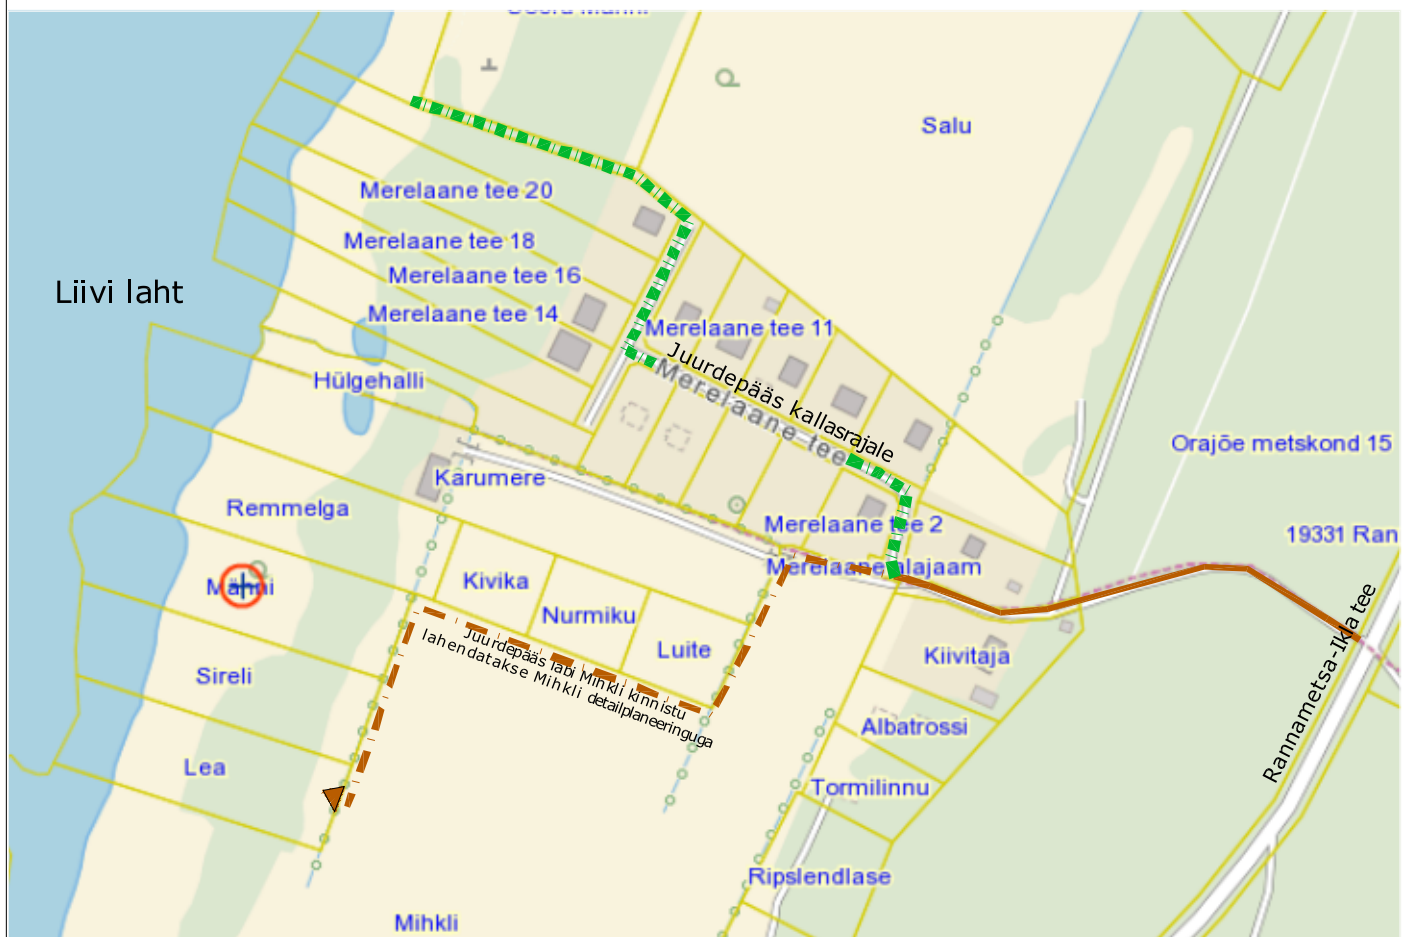 Salu
Merelaane tee 20
Merelaane tee 18
Merelaane tee 16
Liivi laht
Merelaane tee 14
Merelaane tee 11
Juurdepääs kallasrajale
Merelaane tee
Hülgehalli
Orajõe metskond 15
Karumere
Remmelga
Merelaane tee 2
19331 Ran
Merelaane alajaam
Männi
Kivika
Nurmiku
Luite
Juurdepääs läbi Mihkli kinnistu
lahendatakse Mihkli detailplaneeringuga
Kiivitaja
Rannametsa-Ikla tee
Sireli
Albatrossi
Lea
Tormilinnu
Ripslendlase
Mihkli